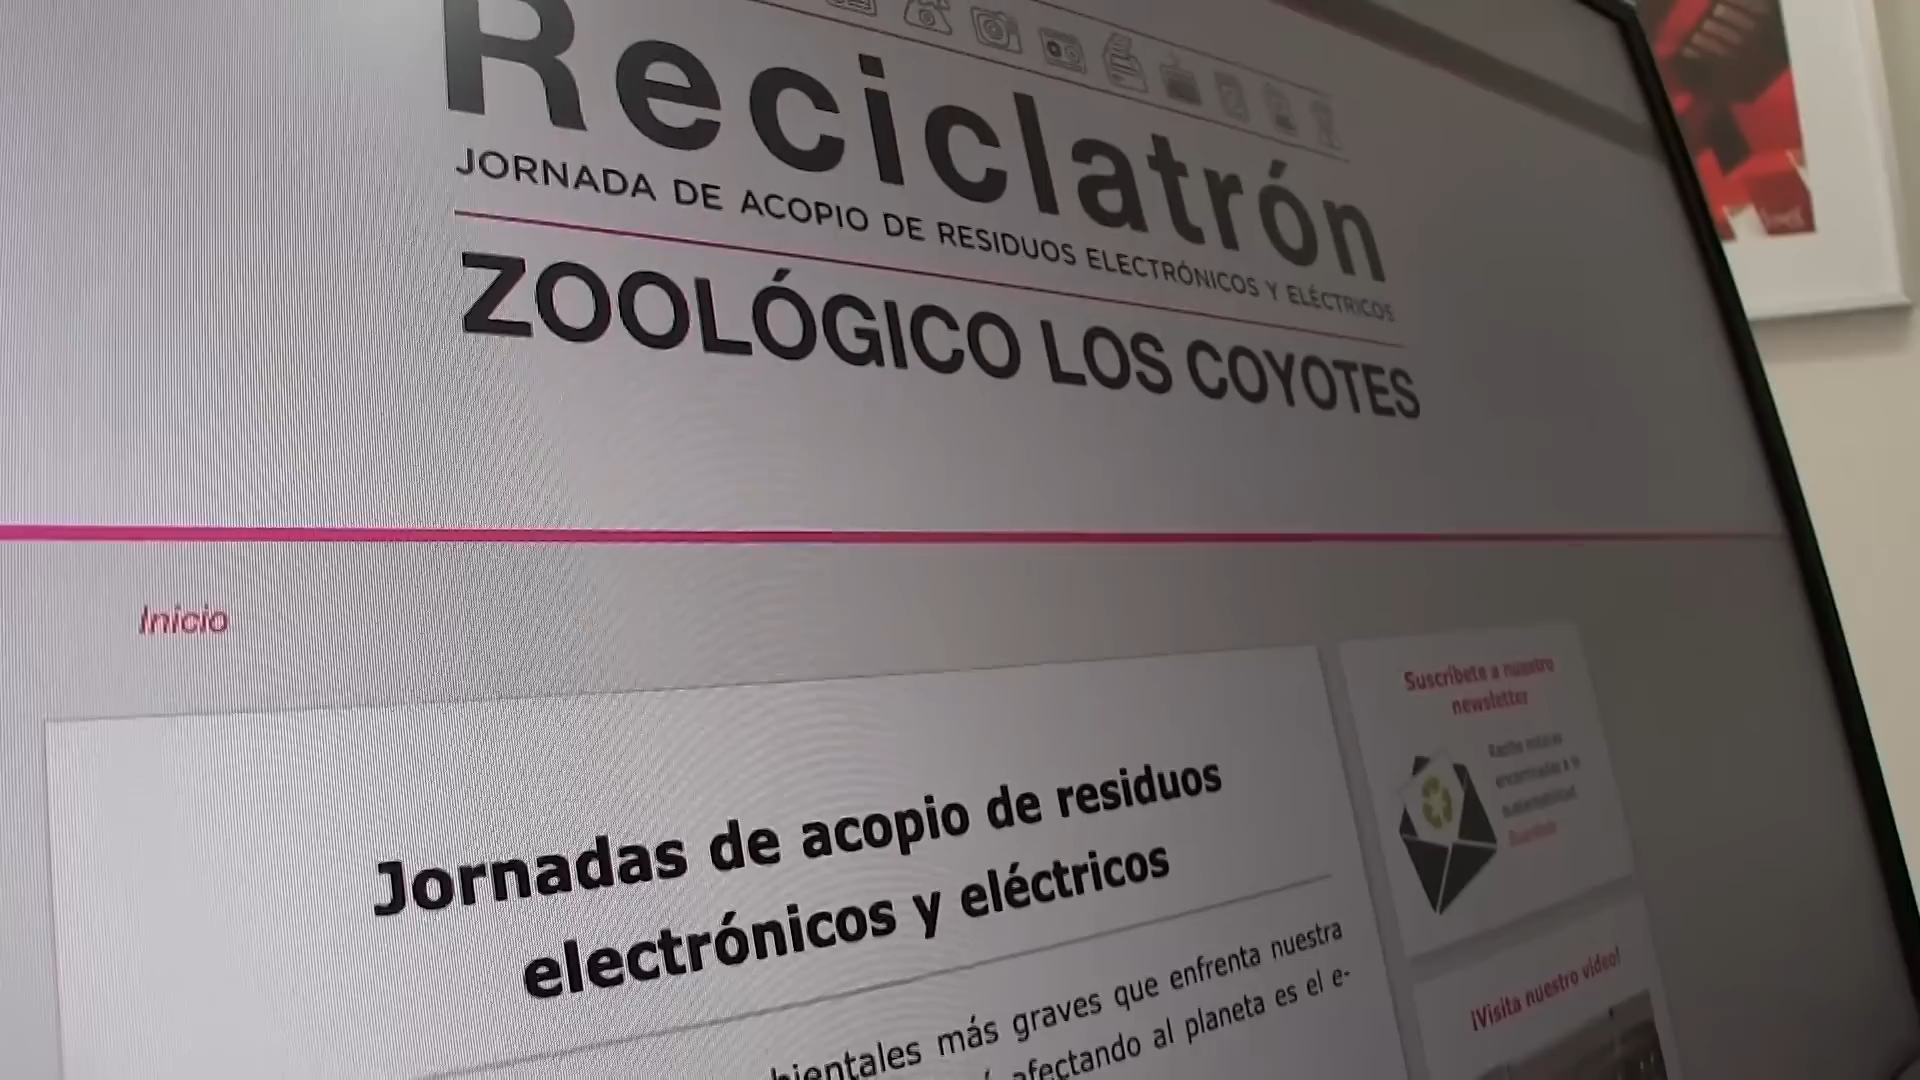 Reciclatrón
JORNADA DE ACOPIO DE RESIDUOS ELECTRÓNICOS Y ELÉCTRICOS
ZOOLÓGICO LOS COYOTES
Inicio
Jornadas de acopio de residuos
electrónicos y eléctricos
más graves que enfrenta nuestra
afectando al planeta es el e-
Suscríbete a nuestro
newsletter
¡Visita nuestro video!